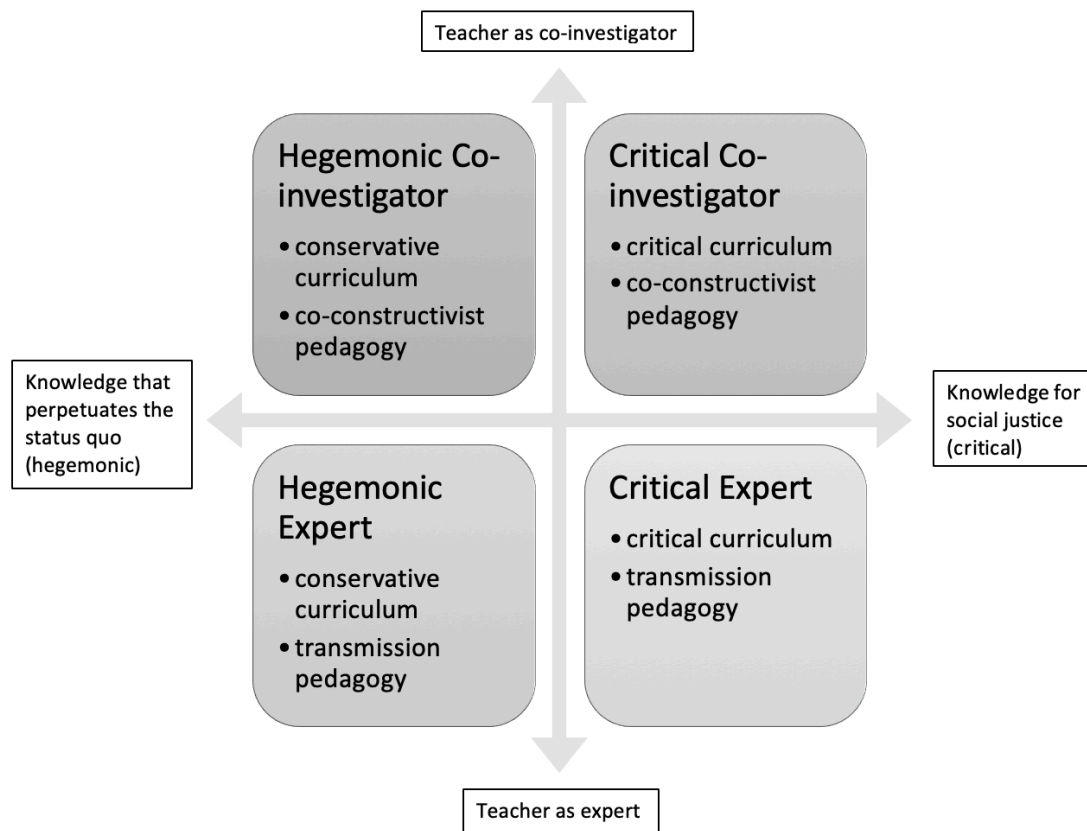 Teacher as co-investigator
Hegemonic Co-
investigator
• conservative
curriculum
• co-constructivist
pedagogy
Critical Co-
investigator
• critical curriculum
• co-constructivist
pedagogy
Knowledge that
perpetuates the
status quo
(hegemonic)
Knowledge for
social justice
(critical)
Hegemonic
Expert
• conservative
curriculum
• transmission
pedagogy
Critical Expert
• critical curriculum
• transmission
pedagogy
Teacher as expert